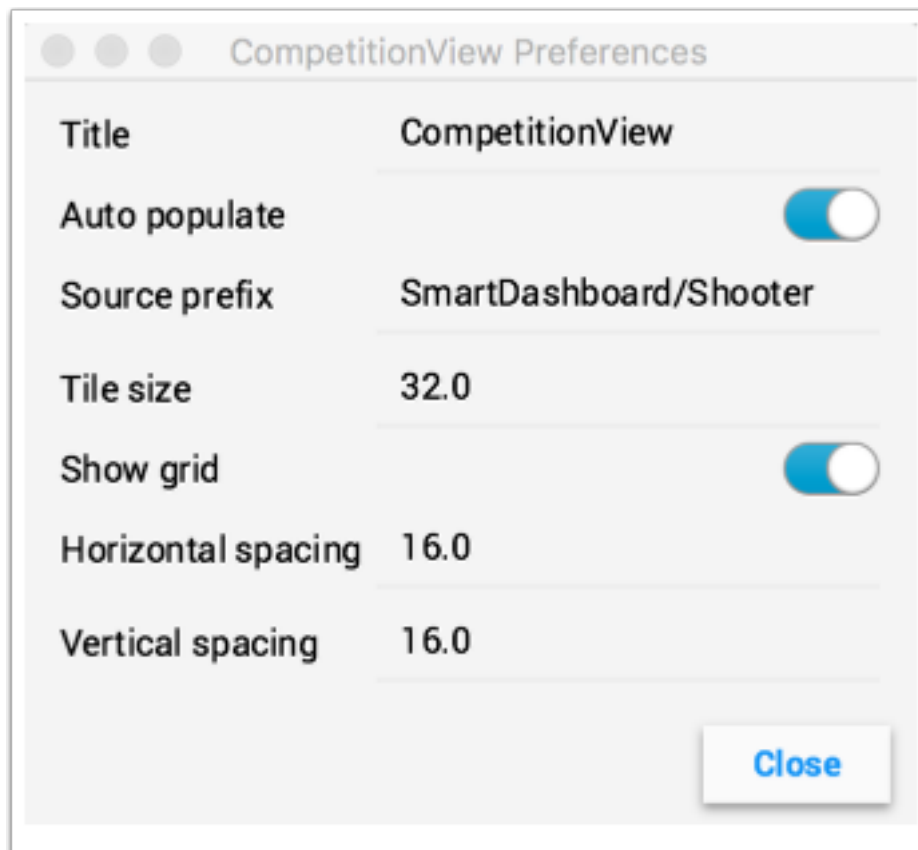 CompetitionView Preferences
Title CompetitionView
Auto populate
Source prefix SmartDashboard/Shooter
Tile size 32.0
Show grid
Horizontal spacing 16.0
Vertical spacing 16.0
Close